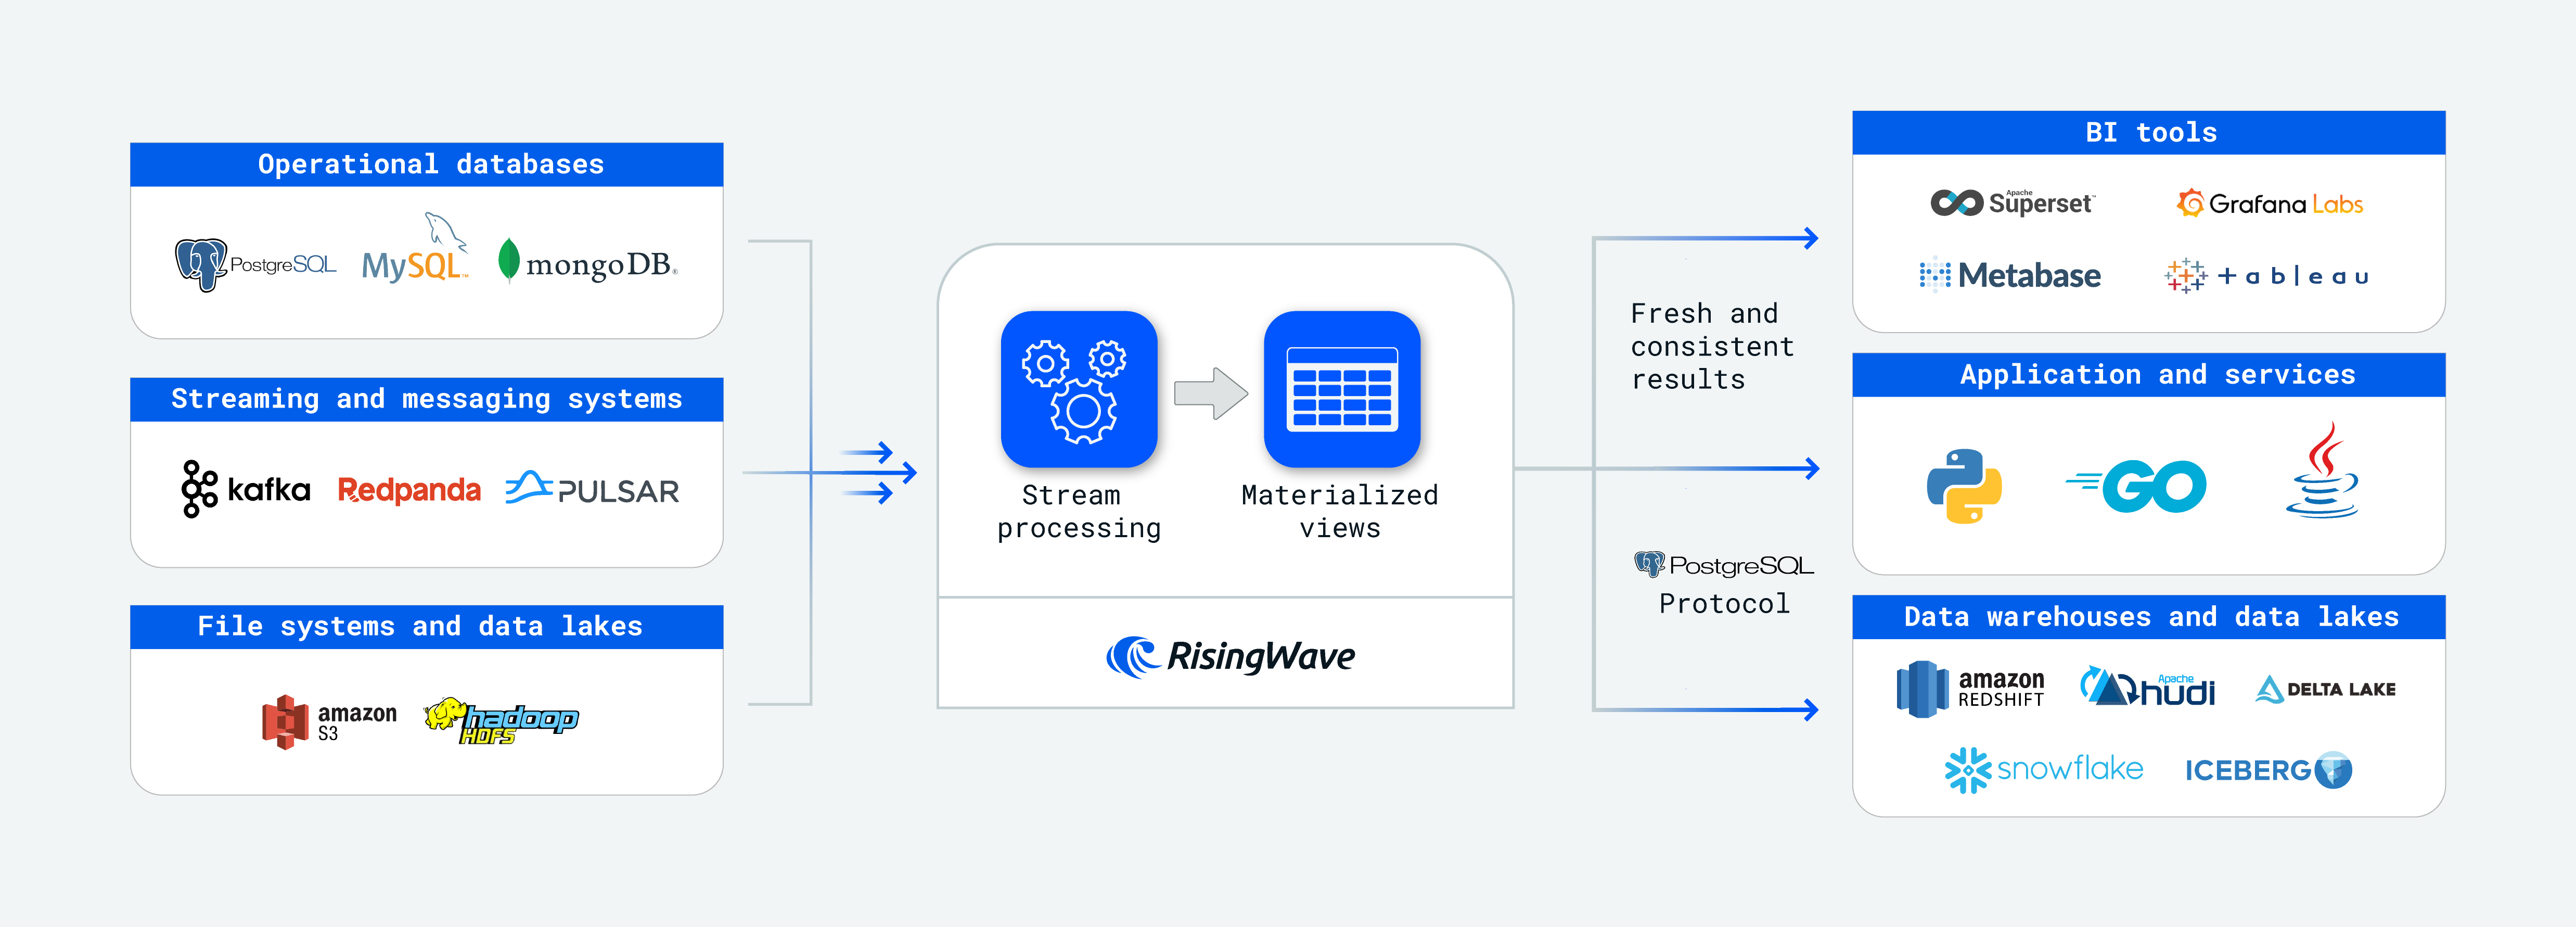 Operational databases
PostgreSQL
MySQL™
mongoDB®
Streaming and messaging systems
kafka
Redpanda
PULSAR
File systems and data lakes
amazon
S3
hadoop
HDFS
Stream
processing
Materialized
views
RisingWave
Fresh and
consistent
results
PostgreSQL
Protocol
BI tools
Apache
Superset™
Grafana Labs
Metabase
+ableau
Application and services
GO
Data warehouses and data lakes
amazon
REDSHIFT
Apache
hudi
DELTA LAKE
snowflake
ICEBERG